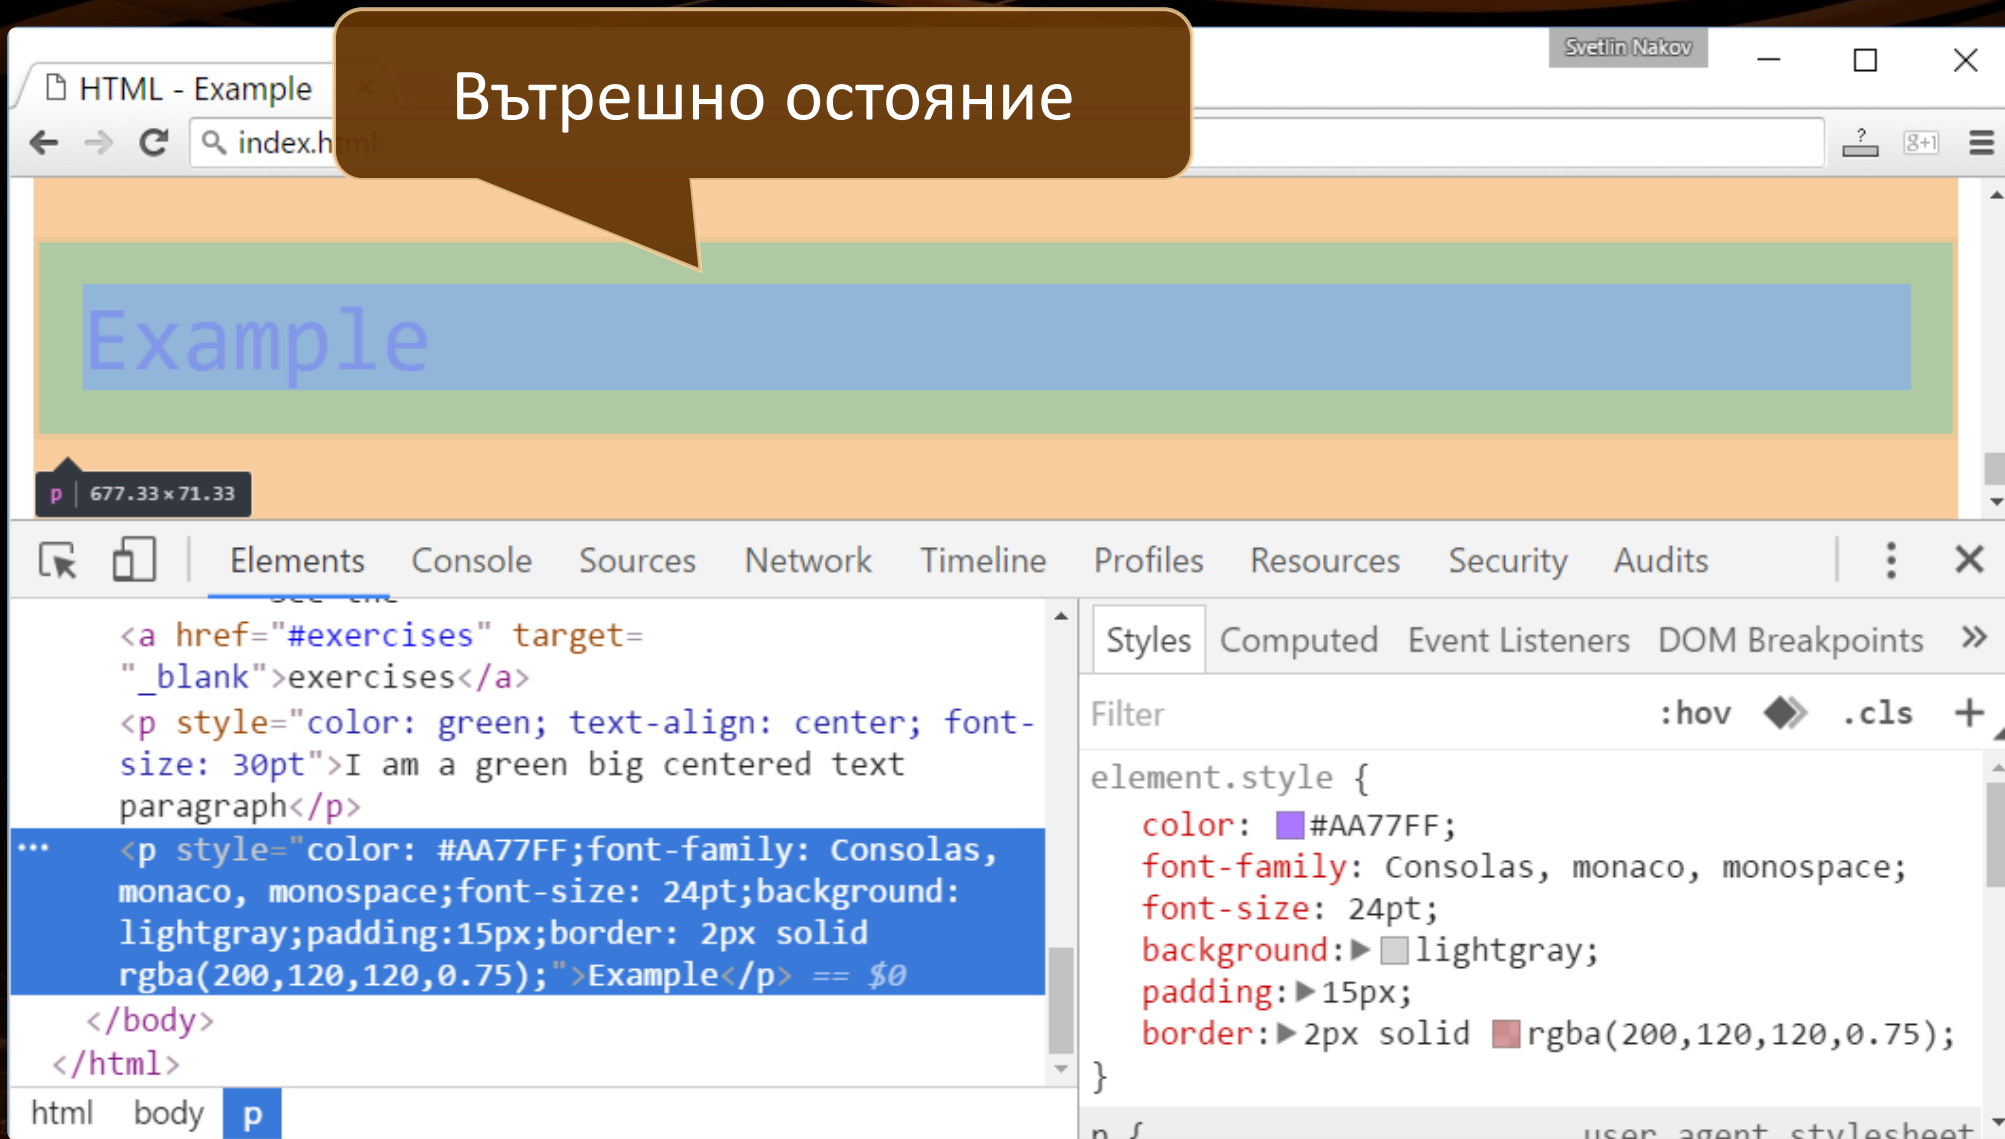 Вътрешно остояние
Svetlin Nakov
HTML - Example
index.html
?
g+1
Example
p | 677.33×71.33
Elements Console Sources Network Timeline Profiles Resources Security Audits
<a href="#exercises" target=
"_blank">exercises</a>
<p style="color: green; text-align: center; font-
size: 30pt">I am a green big centered text
paragraph</p>
<p style="color: #AA77FF;font-family: Consolas,
monaco, monospace;font-size: 24pt;background:
lightgray;padding:15px;border: 2px solid
rgba(200,120,120,0.75);">Example</p> == $0
</body>
</html>
html body p
Styles Computed Event Listeners DOM Breakpoints »
Filter :hov .cls +
element.style {
color: #AA77FF;
font-family: Consolas, monaco, monospace;
font-size: 24pt;
background: lightgray;
padding: 15px;
border: 2px solid rgba(200,120,120,0.75);
}
p { user agent stylesheet